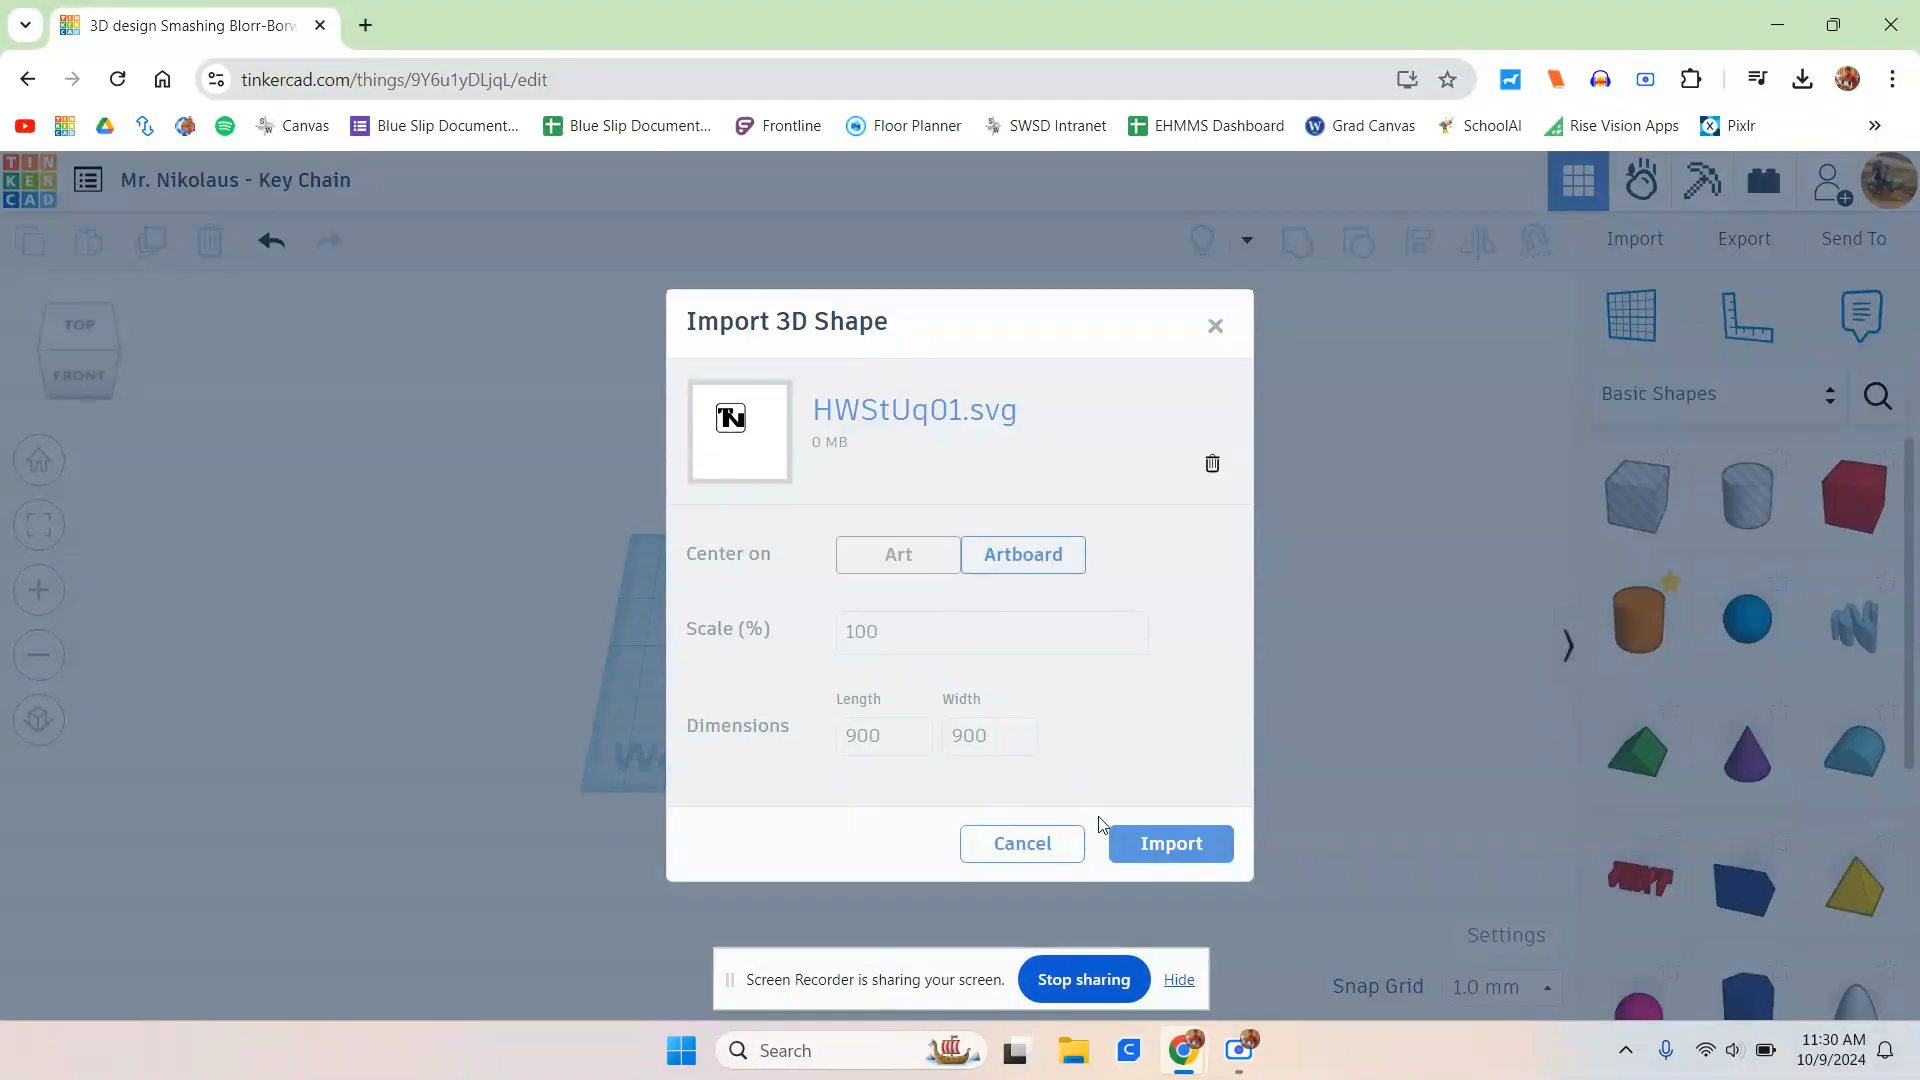 3D design Smashing Blorr-Borw
tinkercad.com/things/9Y6u1yDLjqL/edit
Canvas
Blue Slip Document...
Blue Slip Document...
Frontline
Floor Planner
SWSD Intranet
EHMMS Dashboard
Grad Canvas
SchoolAI
Rise Vision Apps
Pixlr
TIN
KER
CAD
Mr. Nikolaus - Key Chain
Import
Export
Send To
TOP
FRONT
Basic Shapes
Import 3D Shape
TN
HWStUq01.svg
0 MB
Center on
Art
Artboard
Scale (%)
100
Length
Width
Dimensions
900
900
Cancel
Import
Settings
Snap Grid
1.0 mm
Screen Recorder is sharing your screen.
Stop sharing
Hide
Search
11:30 AM
10/9/2024